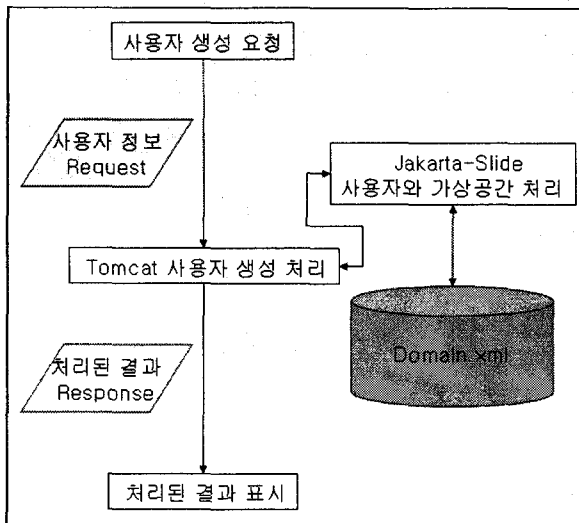 사용자 생성 요청
사용자 정보
Request
Jakarta-Slide
사용자와 가상공간 처리
Tomcat 사용자 생성 처리
Domain.xml
처리된 결과
Response
처리된 결과 표시